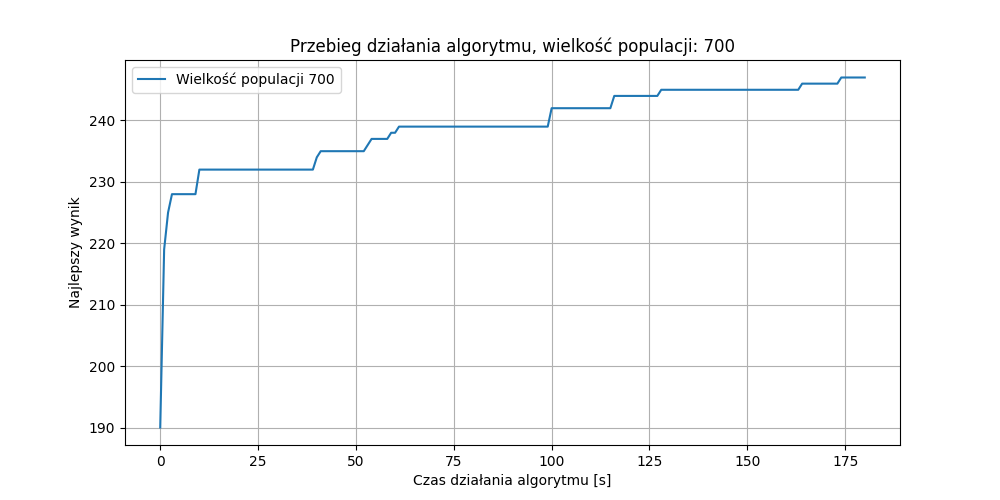 Przebieg działania algorytmu, wielkość populacji: 700
Wielkość populacji 700
Najlepszy wynik
240
230
220
210
200
190
0 25 50 75 100 125 150 175
Czas działania algorytmu [s]